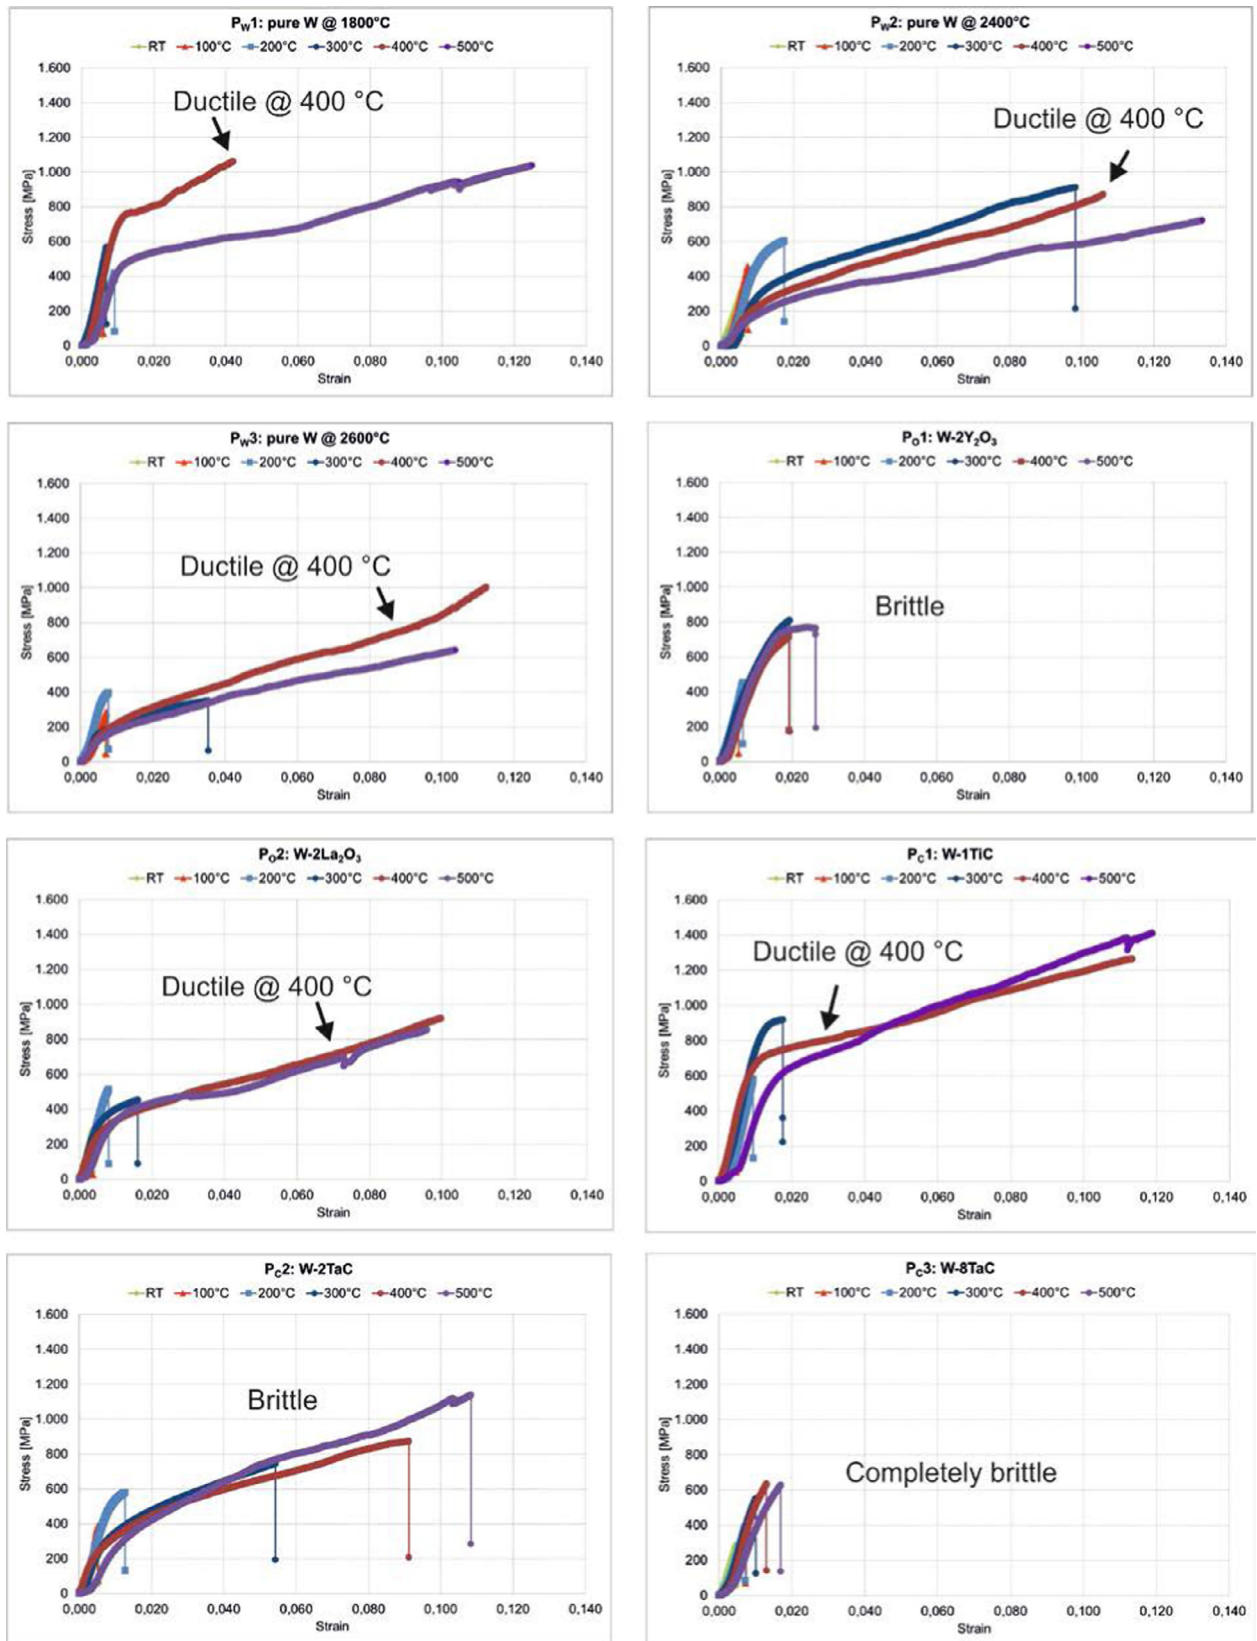 P_W1: pure W @ 1800°C
RT 100°C 200°C 300°C 400°C 500°C
1.600
1.400
1.200
1.000
800
600
400
200
0
Stress [MPa]
Ductile @ 400 °C
0,000 0,020 0,040 0,060 0,080 0,100 0,120 0,140
Strain
P_W2: pure W @ 2400°C
RT 100°C 200°C 300°C 400°C 500°C
1.600
1.400
1.200
1.000
800
600
400
200
0
Stress [MPa]
Ductile @ 400 °C
0,000 0,020 0,040 0,060 0,080 0,100 0,120 0,140
Strain
P_W3: pure W @ 2600°C
RT 100°C 200°C 300°C 400°C 500°C
1.600
1.400
1.200
1.000
800
600
400
200
0
Stress [MPa]
Ductile @ 400 °C
0,000 0,020 0,040 0,060 0,080 0,100 0,120 0,140
Strain
P_O1: W-2Y₂O₃
RT 100°C 200°C 300°C 400°C 500°C
1.600
1.400
1.200
1.000
800
600
400
200
0
Stress [MPa]
Brittle
0,000 0,020 0,040 0,060 0,080 0,100 0,120 0,140
Strain
P_O2: W-2La₂O₃
RT 100°C 200°C 300°C 400°C 500°C
1.600
1.400
1.200
1.000
800
600
400
200
0
Stress [MPa]
Ductile @ 400 °C
0,000 0,020 0,040 0,060 0,080 0,100 0,120 0,140
Strain
P_C1: W-1TiC
RT 100°C 200°C 300°C 400°C 500°C
1.600
1.400
1.200
1.000
800
600
400
200
0
Stress [MPa]
Ductile @ 400 °C
0,000 0,020 0,040 0,060 0,080 0,100 0,120 0,140
Strain
P_C2: W-2TaC
RT 100°C 200°C 300°C 400°C 500°C
1.600
1.400
1.200
1.000
800
600
400
200
0
Stress [MPa]
Brittle
0,000 0,020 0,040 0,060 0,080 0,100 0,120 0,140
Strain
P_C3: W-8TaC
RT 100°C 200°C 300°C 400°C 500°C
1.600
1.400
1.200
1.000
800
600
400
200
0
Stress [MPa]
Completely brittle
0,000 0,020 0,040 0,060 0,080 0,100 0,120 0,140
Strain